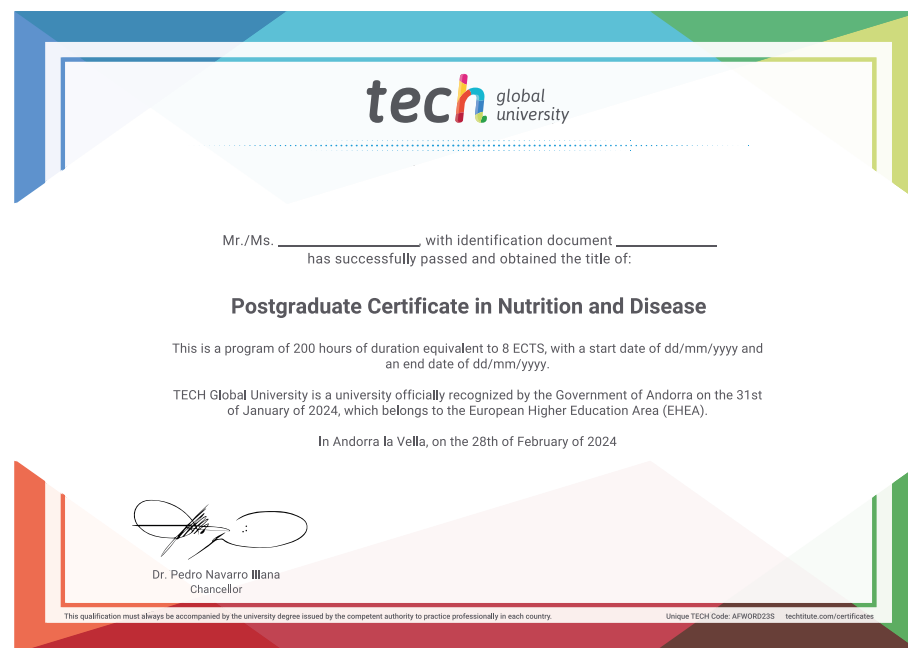 tech global university
Mr./Ms. ____________, with identification document ____________
has successfully passed and obtained the title of:
Postgraduate Certificate in Nutrition and Disease
This is a program of 200 hours of duration equivalent to 8 ECTS, with a start date of dd/mm/yyyy and
an end date of dd/mm/yyyy.
TECH Global University is a university officially recognized by the Government of Andorra on the 31st
of January of 2024, which belongs to the European Higher Education Area (EHEA).
In Andorra la Vella, on the 28th of February of 2024
Dr. Pedro Navarro Illana
Chancellor
This qualification must always be accompanied by the university degree issued by the competent authority to practice professionally in each country. Unique TECH Code: AFWORD23S techtitute.com/certificates